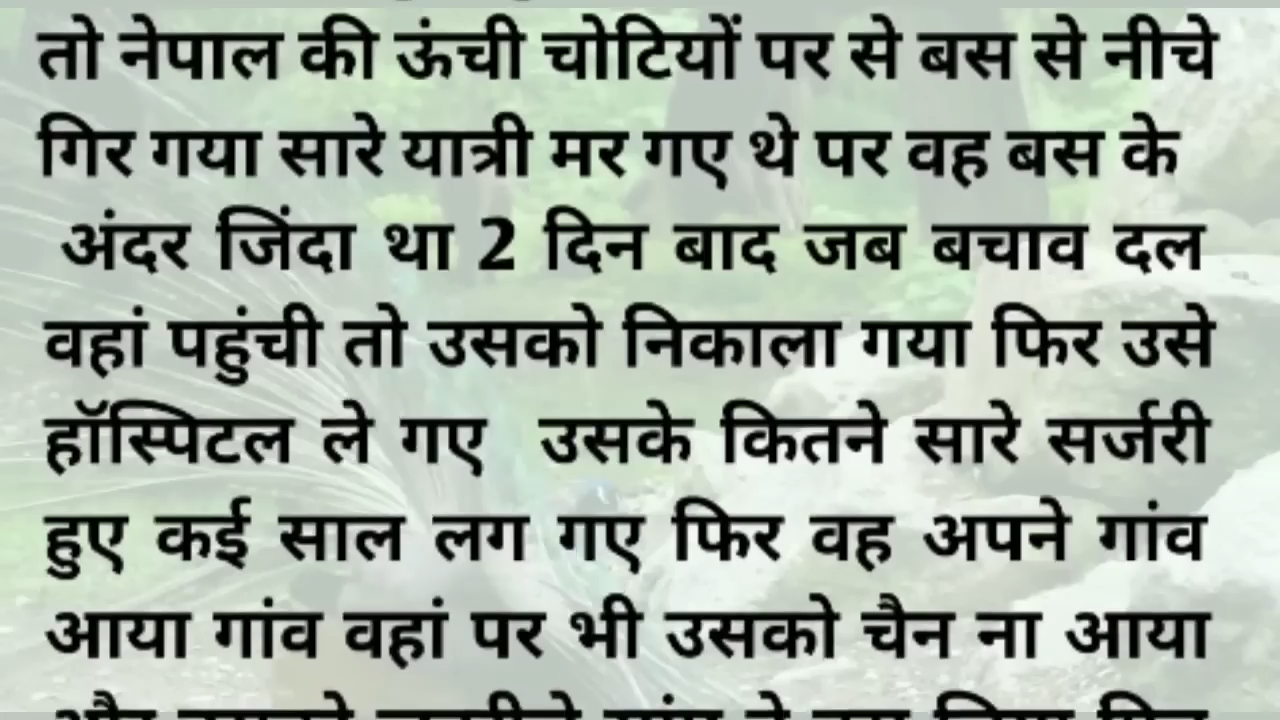 तो नेपाल की ऊंची चोटियों पर से बस से नीचे
गिर गया सारे यात्री मर गए थे पर वह बस के
अंदर जिंदा था 2 दिन बाद जब बचाव दल
वहां पहुंची तो उसको निकाला गया फिर उसे
हॉस्पिटल ले गए उसके कितने सारे सर्जरी
हुए कई साल लग गए फिर वह अपने गांव
आया गांव वहां पर भी उसको चैन ना आया